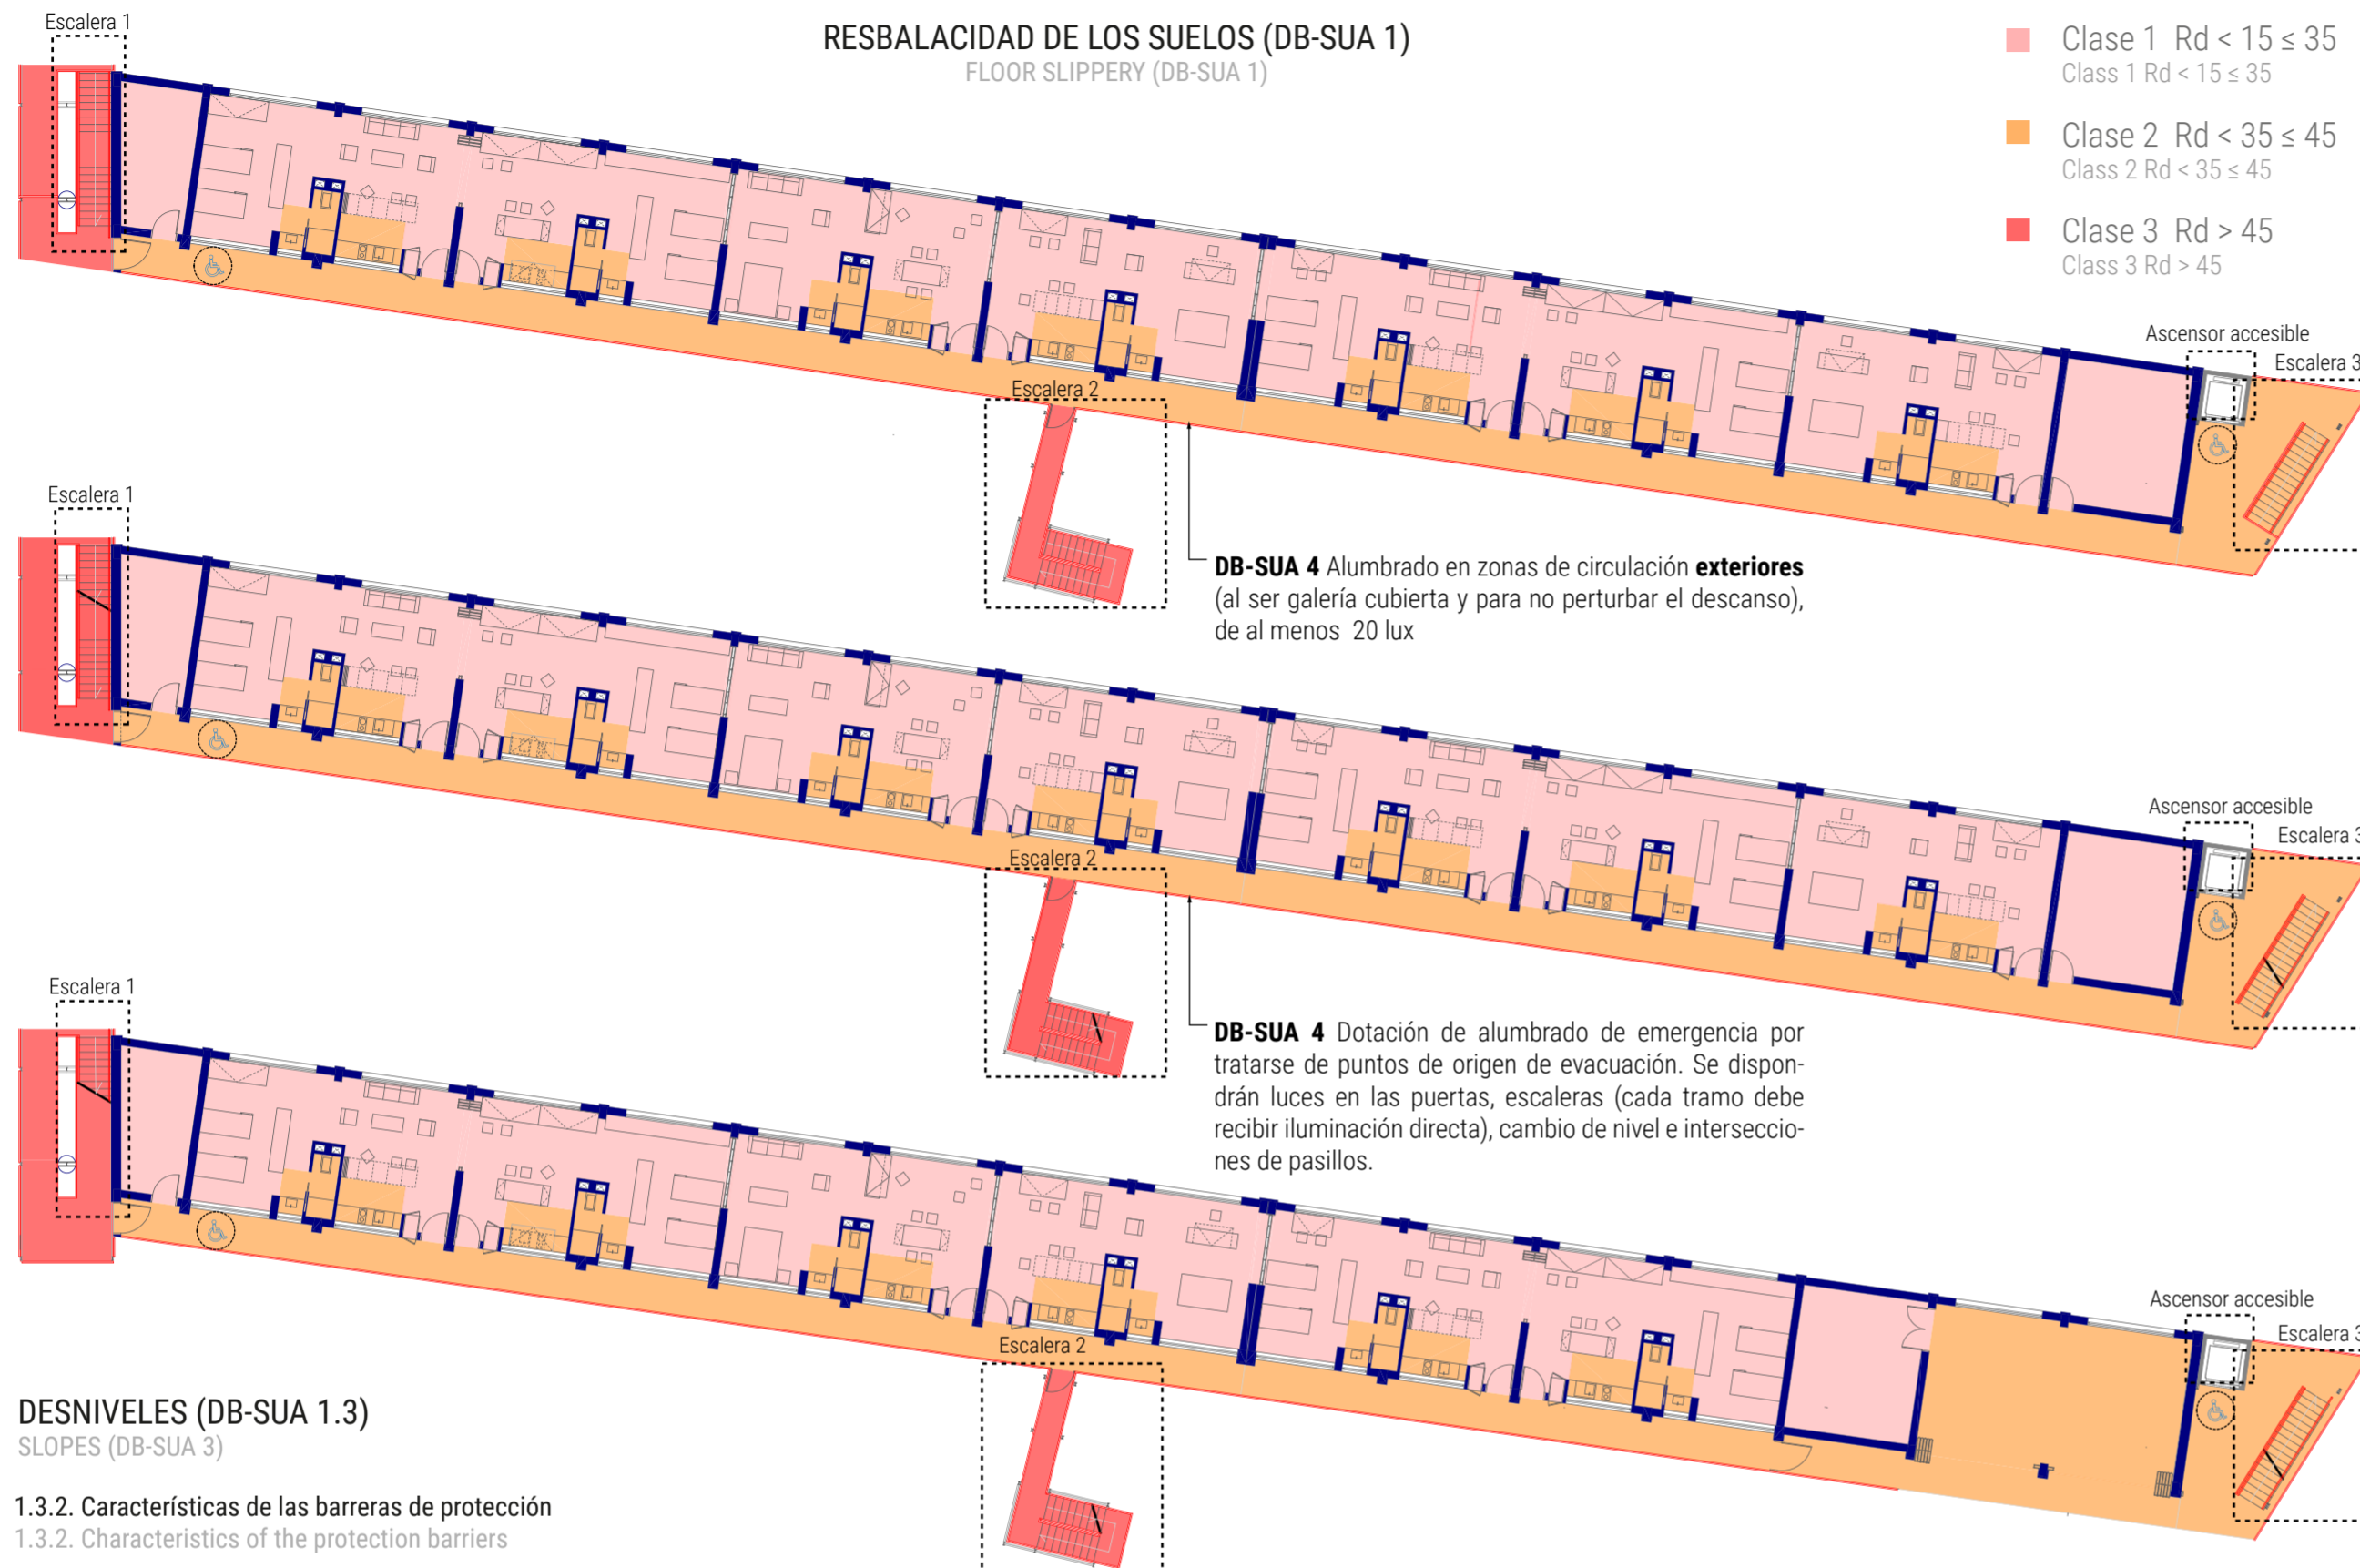 RESBALACIDAD DE LOS SUELOS (DB-SUA 1)
FLOOR SLIPPERY (DB-SUA 1)
Clase 1 Rd < 15 ≤ 35
Class 1 Rd < 15 ≤ 35
Clase 2 Rd < 35 ≤ 45
Class 2 Rd < 35 ≤ 45
Clase 3 Rd > 45
Class 3 Rd > 45
Escalera 1
Ascensor accesible
Escalera 3
Escalera 2
DB-SUA 4 Alumbrado en zonas de circulación exteriores
(al ser galería cubierta y para no perturbar el descanso),
de al menos 20 lux
Escalera 1
Ascensor accesible
Escalera 3
Escalera 2
DB-SUA 4 Dotación de alumbrado de emergencia por
tratarse de puntos de origen de evacuación. Se dispon-
drán luces en las puertas, escaleras (cada tramo debe
recibir iluminación directa), cambio de nivel e interseccio-
nes de pasillos.
Escalera 1
Ascensor accesible
Escalera 3
Escalera 2
DESNIVELES (DB-SUA 1.3)
SLOPES (DB-SUA 3)
1.3.2. Características de las barreras de protección
1.3.2. Characteristics of the protection barriers